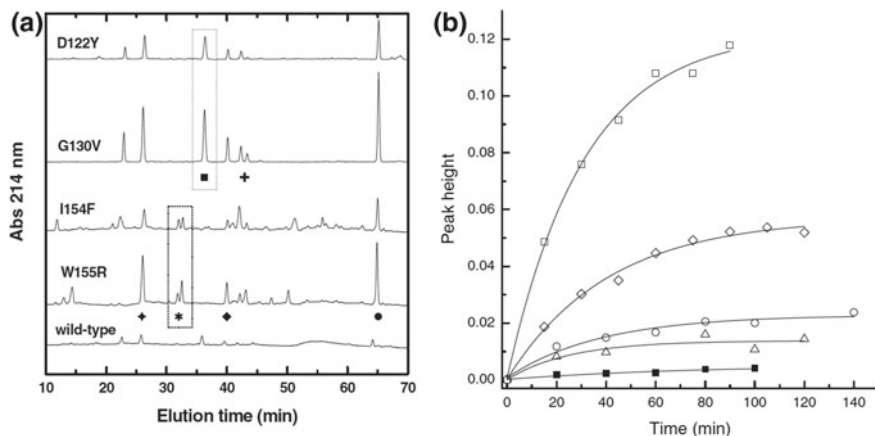 (a)
D122Y
G130V
I154F
W155R
wild-type
Abs 214 nm
10 20 30 40 50 60 70
Elution time (min)
(b)
Peak height
0.12
0.10
0.08
0.06
0.04
0.02
0.00
0 20 40 60 80 100 120 140
Time (min)